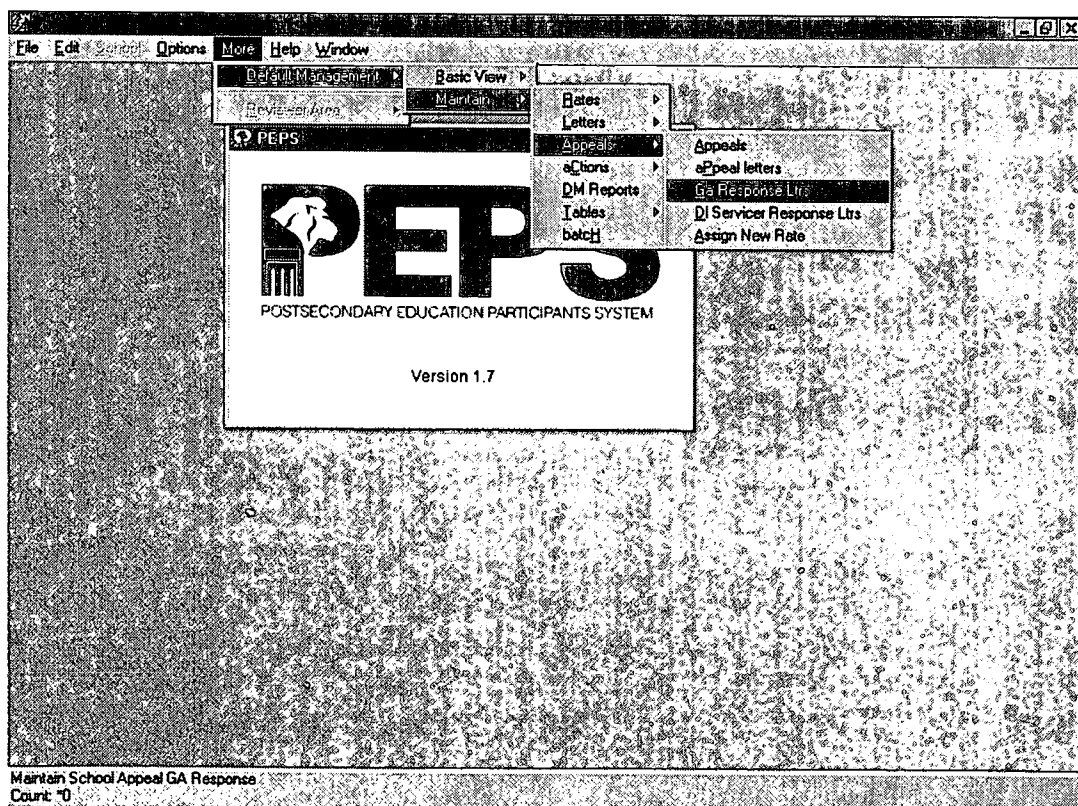 File Edit School Options More Help Window
Default Management Basic View
Reviewer Area Maintain Rates
Letters
PEPS Appeals Appeals
aCtions aPpeal letters
DM Reports Ga Response Ltrs
Tables Dl Servicer Response Ltrs
batcH Assign New Rate
PEPS
POSTSECONDARY EDUCATION PARTICIPANTS SYSTEM
Version 1.7
Maintain School Appeal GA Response
Count: *0